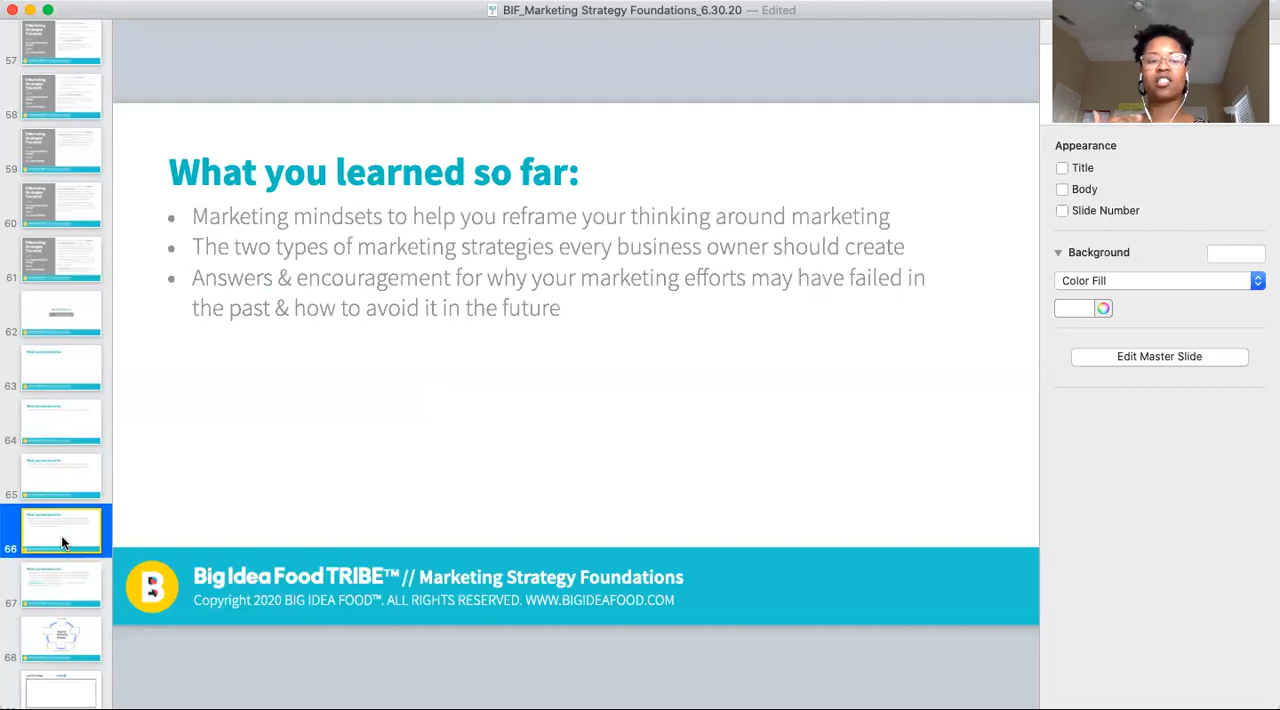 BIF_Marketing Strategy Foundations_6.30.20 — Edited
57
58
59
60
61
62
63
64
65
66
67
68
What you learned so far:
• Marketing mindsets to help you reframe your thinking around marketing
• The two types of marketing strategies every business owner should create
• Answers & encouragement for why your marketing efforts may have failed in
the past & how to avoid it in the future
B
Big Idea Food TRIBE™ // Marketing Strategy Foundations
Copyright 2020 BIG IDEA FOOD™. ALL RIGHTS RESERVED. WWW.BIGIDEAFOOD.COM
Appearance
Title
Body
Slide Number
Background
Color Fill
Edit Master Slide